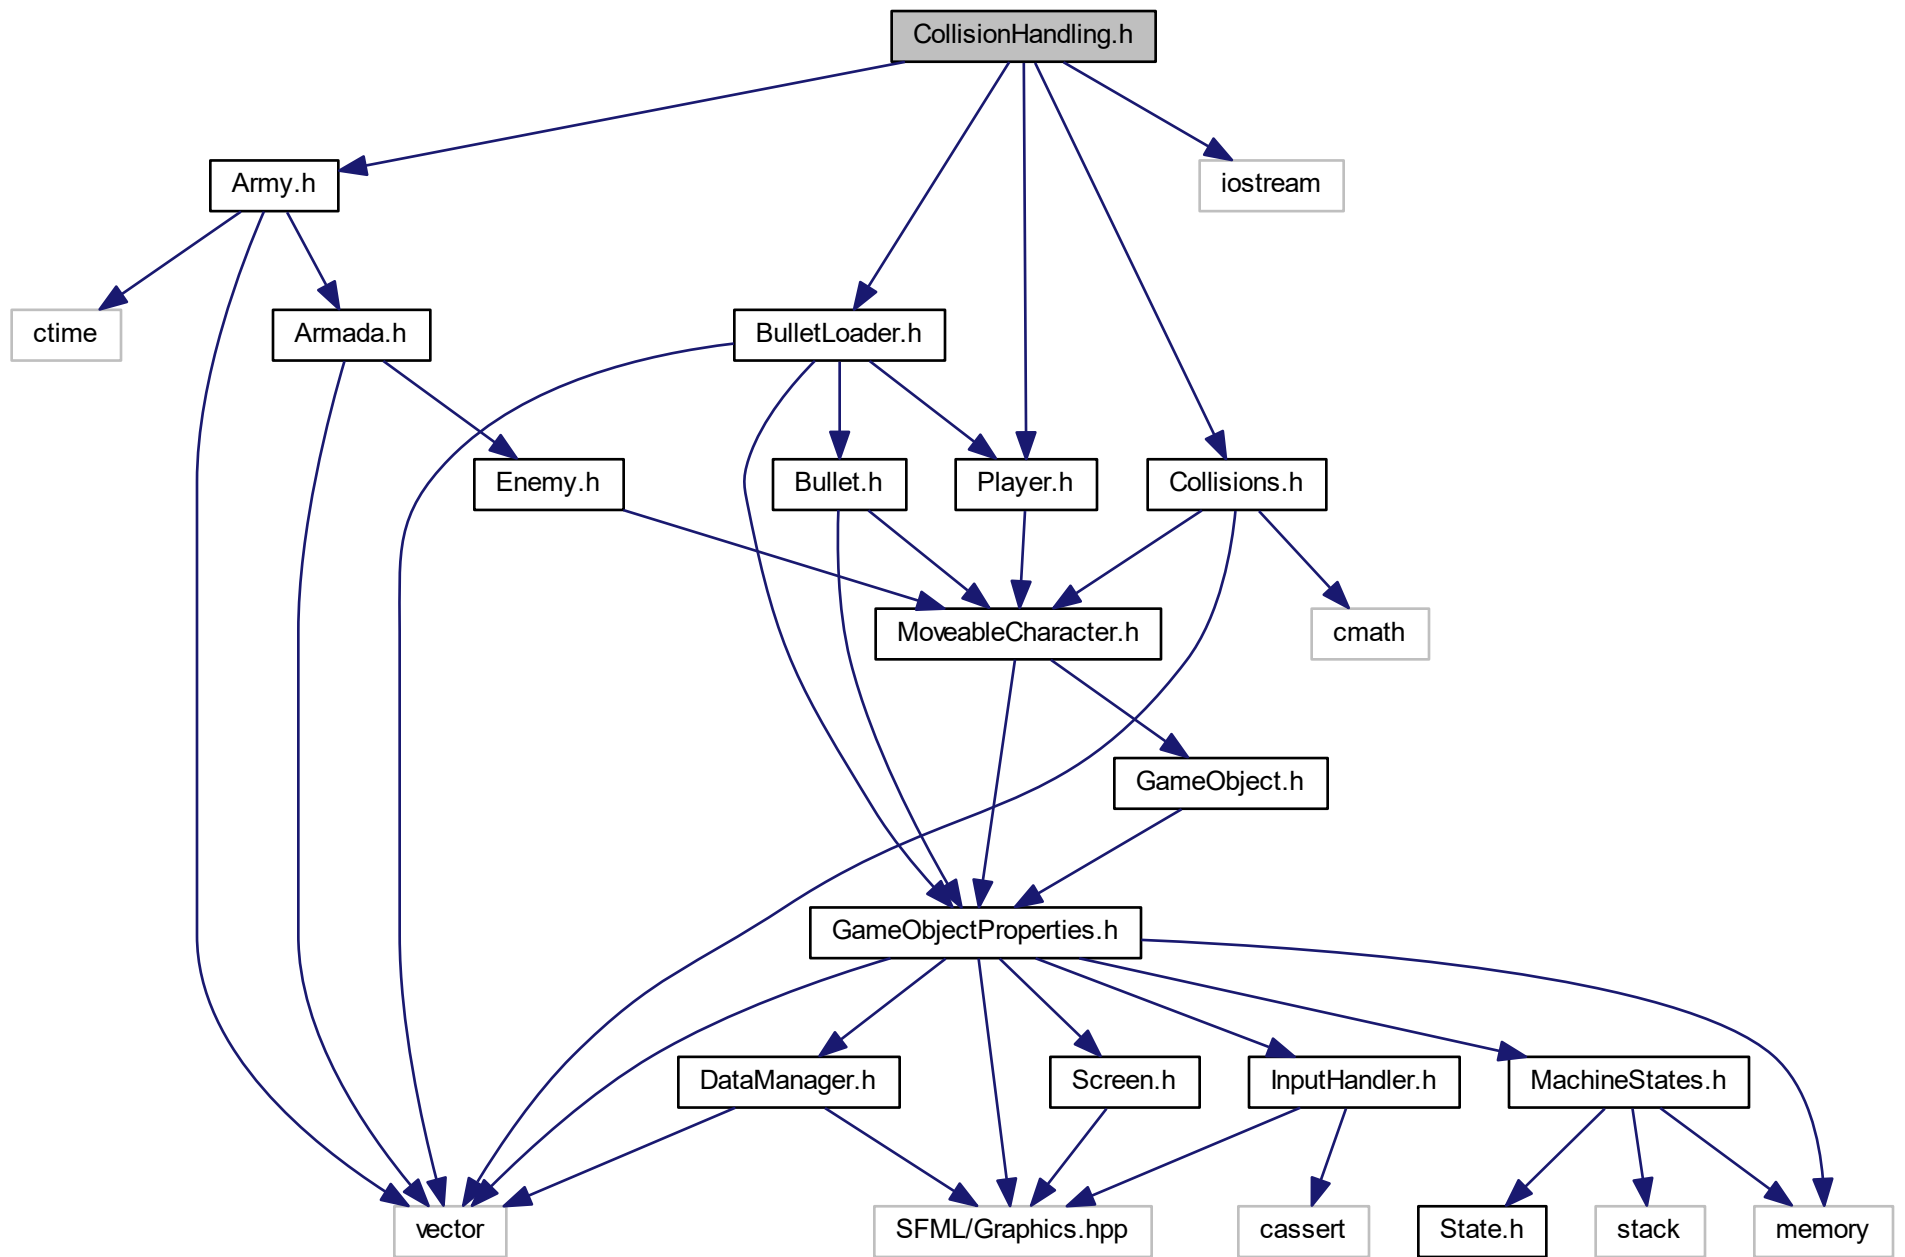 CollisionHandling.h
Army.h
iostream
ctime
Armada.h
BulletLoader.h
Enemy.h
Bullet.h
Player.h
Collisions.h
MoveableCharacter.h
cmath
GameObject.h
GameObjectProperties.h
DataManager.h
Screen.h
InputHandler.h
MachineStates.h
vector
SFML/Graphics.hpp
cassert
State.h
stack
memory